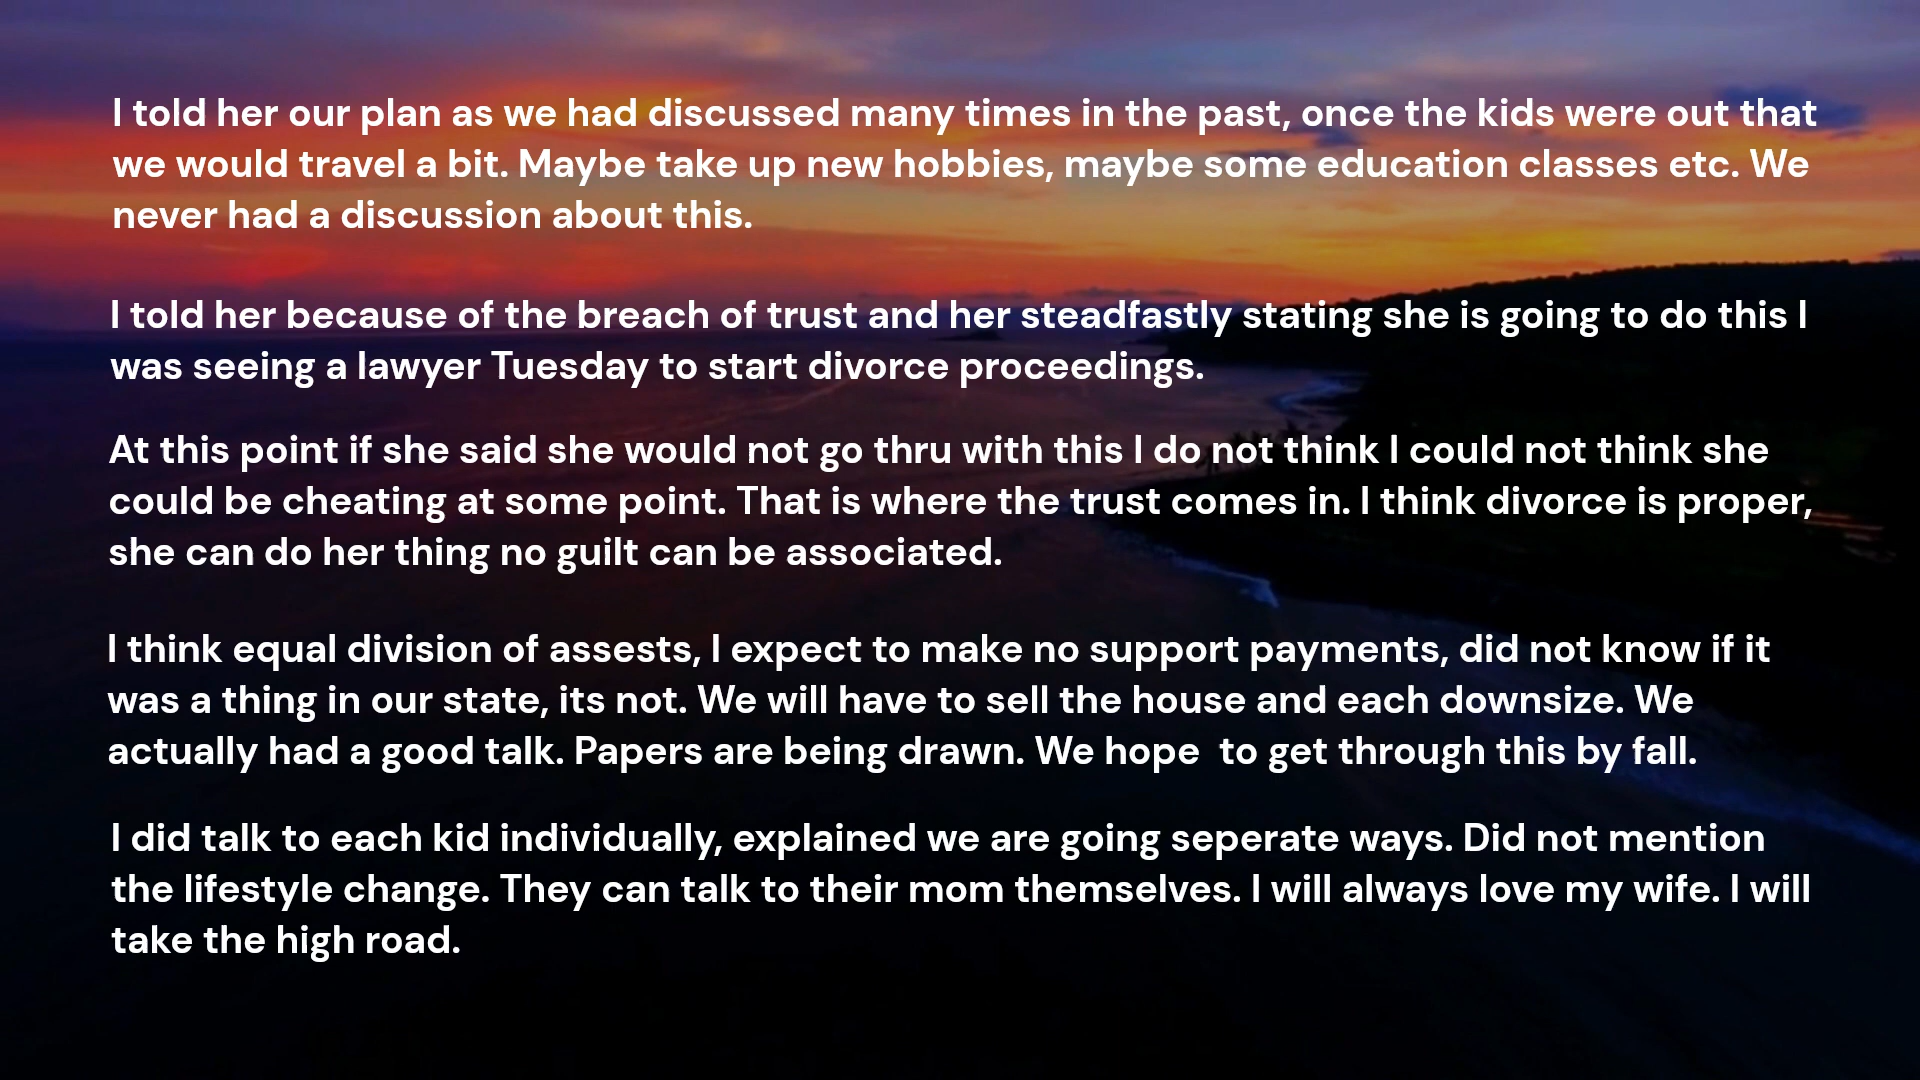 I told her our plan as we had discussed many times in the past, once the kids were out that
we would travel a bit. Maybe take up new hobbies, maybe some education classes etc. We
never had a discussion about this.
I told her because of the breach of trust and her steadfastly stating she is going to do this I
was seeing a lawyer Tuesday to start divorce proceedings.
At this point if she said she would not go thru with this I do not think I could not think she
could be cheating at some point. That is where the trust comes in. I think divorce is proper,
she can do her thing no guilt can be associated.
I think equal division of assests, I expect to make no support payments, did not know if it
was a thing in our state, its not. We will have to sell the house and each downsize. We
actually had a good talk. Papers are being drawn. We hope  to get through this by fall.
I did talk to each kid individually, explained we are going seperate ways. Did not mention
the lifestyle change. They can talk to their mom themselves. I will always love my wife. I will
take the high road.